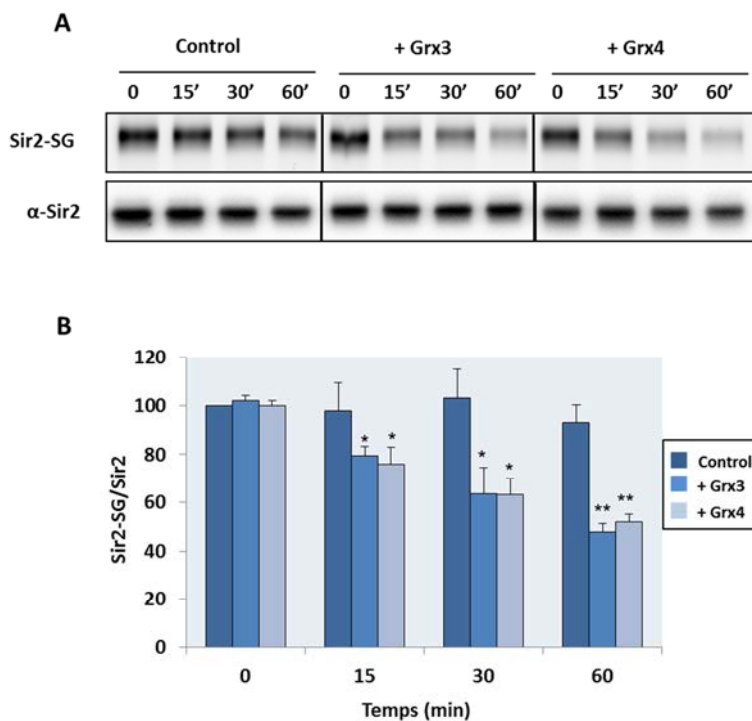 A
Control
+ Grx3
+ Grx4
0 15’ 30’ 60’ 0 15’ 30’ 60’ 0 15’ 30’ 60’
Sir2-SG
α-Sir2
B
120
100
80
60
40
20
0
Sir2-SG/Sir2
* *
* *
** **
0 15 30 60
Temps (min)
Control
+ Grx3
+ Grx4